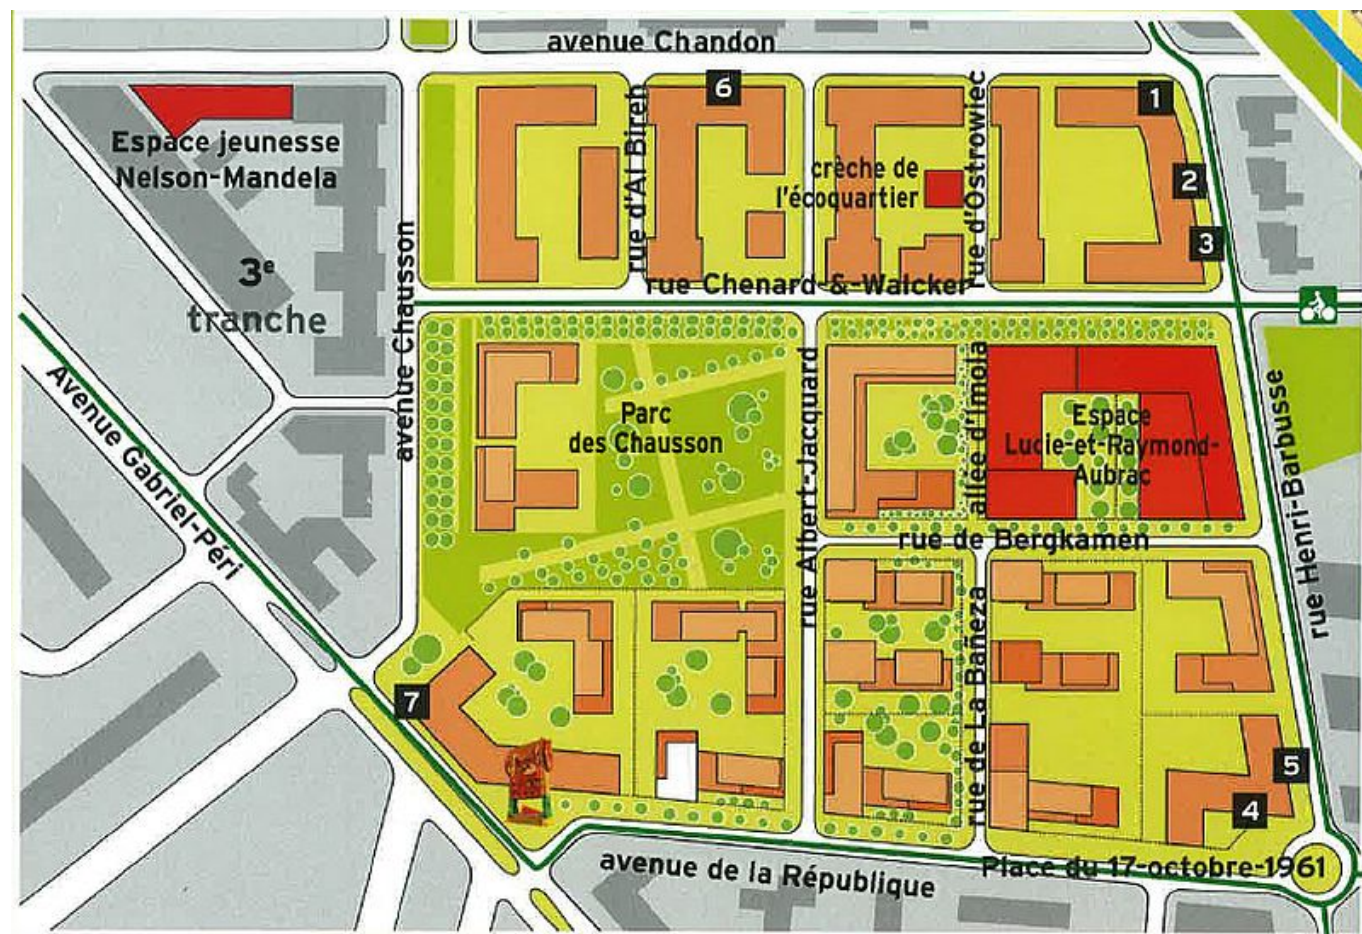 avenue Chandon
6
1
Espace jeunesse
Nelson-Mandela
rue d'Al Bireh
crèche de
l'écoquartier
rue d'Ostrowiec
2
3
3e
tranche
avenue Chausson
rue Chenard-&-Walcker
Avenue Gabriel-Péri
Parc
des Chausson
rue Albert-Jacquard
allée d'Imola
Espace
Lucie-et-Raymond-
Aubrac
rue Henri-Barbusse
rue de Bergkamen
rue de La Bañeza
7
5
4
avenue de la République
Place du 17-octobre-1961